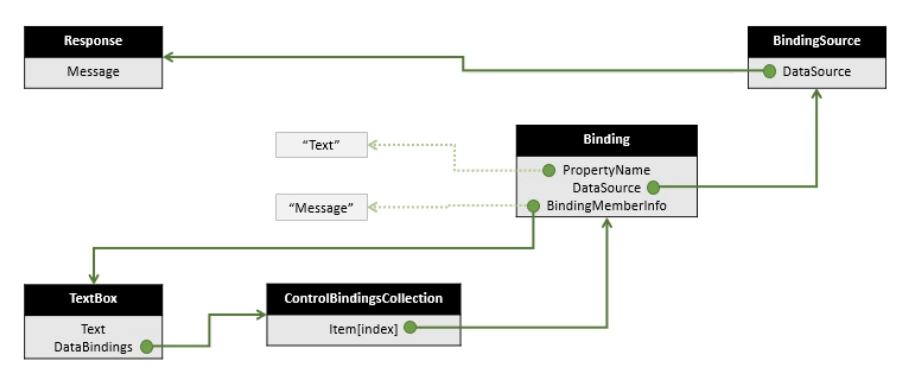 Response
Message
BindingSource
DataSource
Binding
PropertyName
DataSource
BindingMemberInfo
“Text”
“Message”
TextBox
Text
DataBindings
ControlBindingsCollection
Item[index]